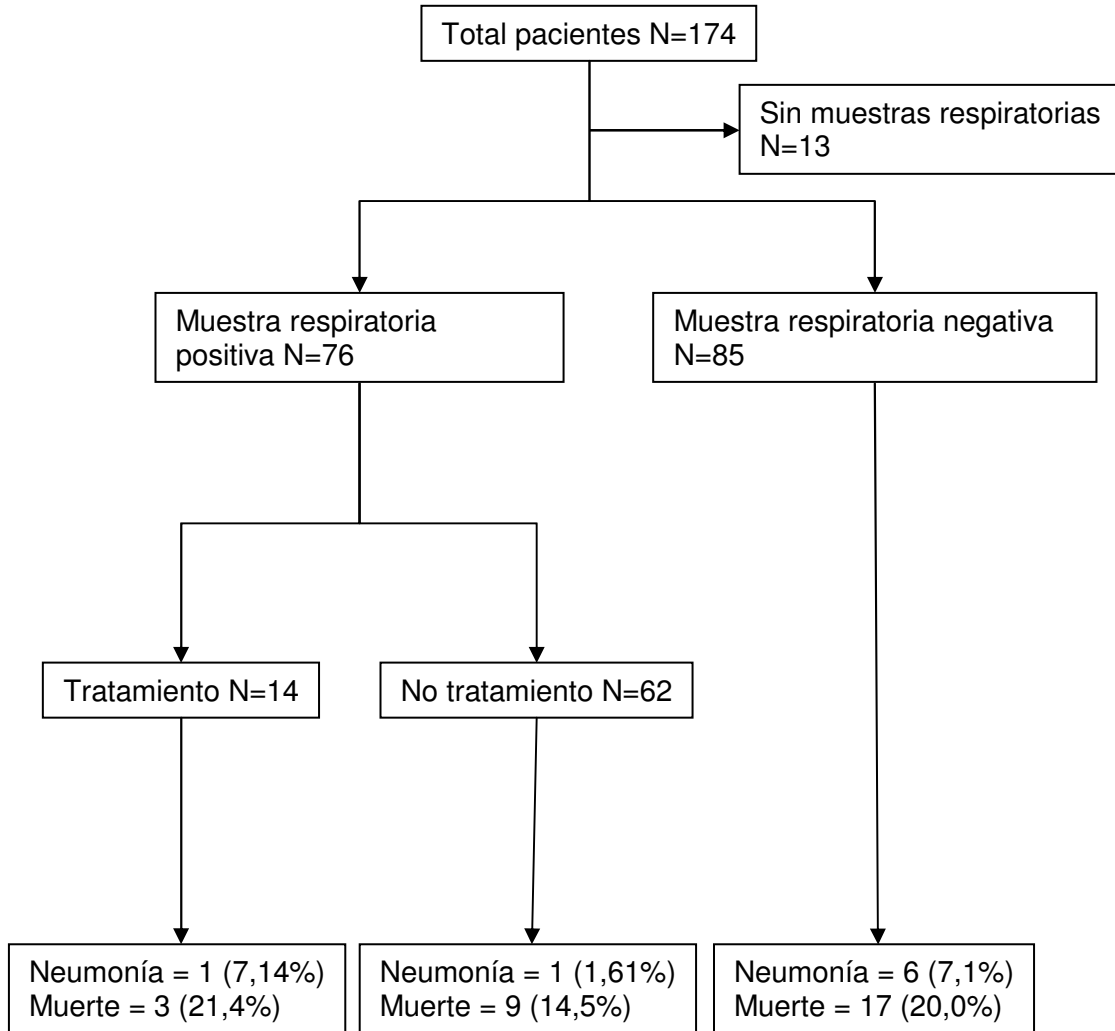 Total pacientes N=174
Sin muestras respiratorias
N=13
Muestra respiratoria
positiva N=76
Muestra respiratoria negativa
N=85
Tratamiento N=14
No tratamiento N=62
Neumonía = 1 (7,14%)
Muerte = 3 (21,4%)
Neumonía = 1 (1,61%)
Muerte = 9 (14,5%)
Neumonía = 6 (7,1%)
Muerte = 17 (20,0%)